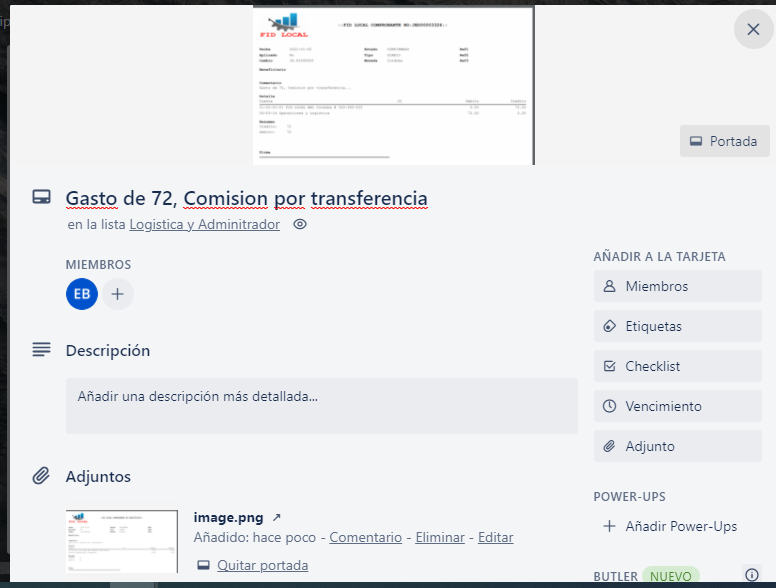 FID LOCAL
Portada
Gasto de 72, Comision por transferencia
en la lista Logistica y Adminitrador
MIEMBROS
EB
Descripción
Añadir una descripción más detallada...
Adjuntos
image.png
Añadido: hace poco - Comentario - Eliminar - Editar
Quitar portada
AÑADIR A LA TARJETA
Miembros
Etiquetas
Checklist
Vencimiento
Adjunto
POWER-UPS
Añadir Power-Ups
BUTLER NUEVO